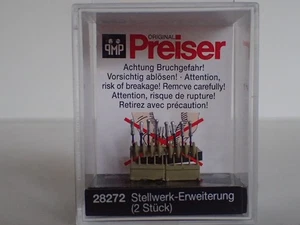 ORIGINAL
PMP Preiser
Achtung Bruchgefahr!
Vorsichtig ablösen! - Attention,
risk of breakage! Remove carefully!
Attention, risque de rupture!
Retirez avec précaution!
28272 Stellwerk-Erweiterung
(2 Stück)